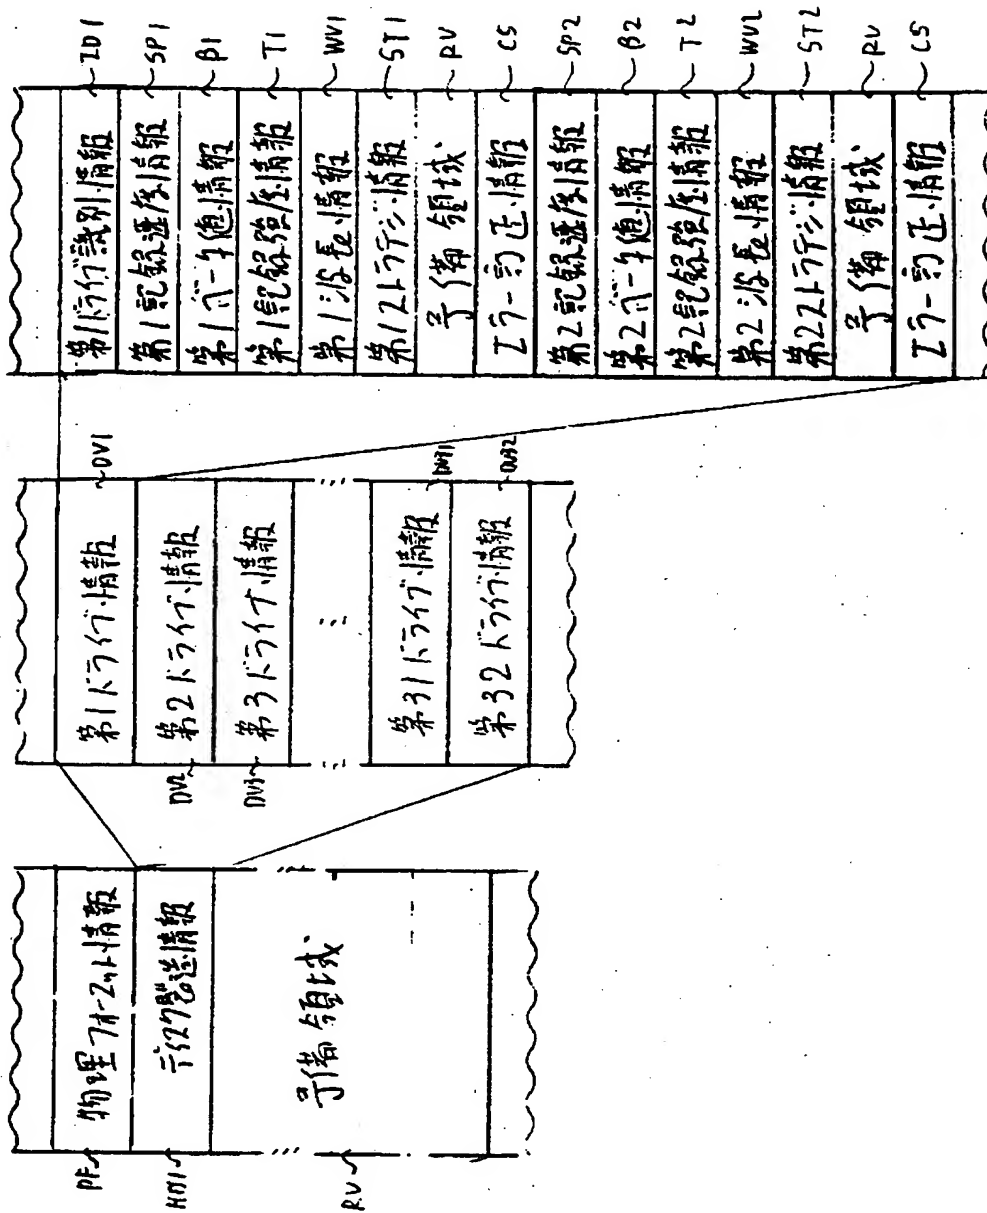 物理フォーマット情報
PF
ディスク製造情報
HM1
予備領域
RV
第1ドライブ情報
DV1
第2ドライブ情報
DV2
第3ドライブ情報
DV3
第31ドライブ情報
DV31
第32ドライブ情報
DV32
第1ドライブ識別情報
ID1
第1記録速度情報
SP1
第1ベータ値情報
β1
第1記録強度情報
T1
第1波長情報
WV1
第1ストラテジ情報
ST1
予備領域
RV
エラー訂正情報
CS
第2記録速度情報
SP2
第2ベータ値情報
β2
第2記録強度情報
T2
第2波長情報
WV2
第2ストラテジ情報
ST2
予備領域
RV
エラー訂正情報
CS